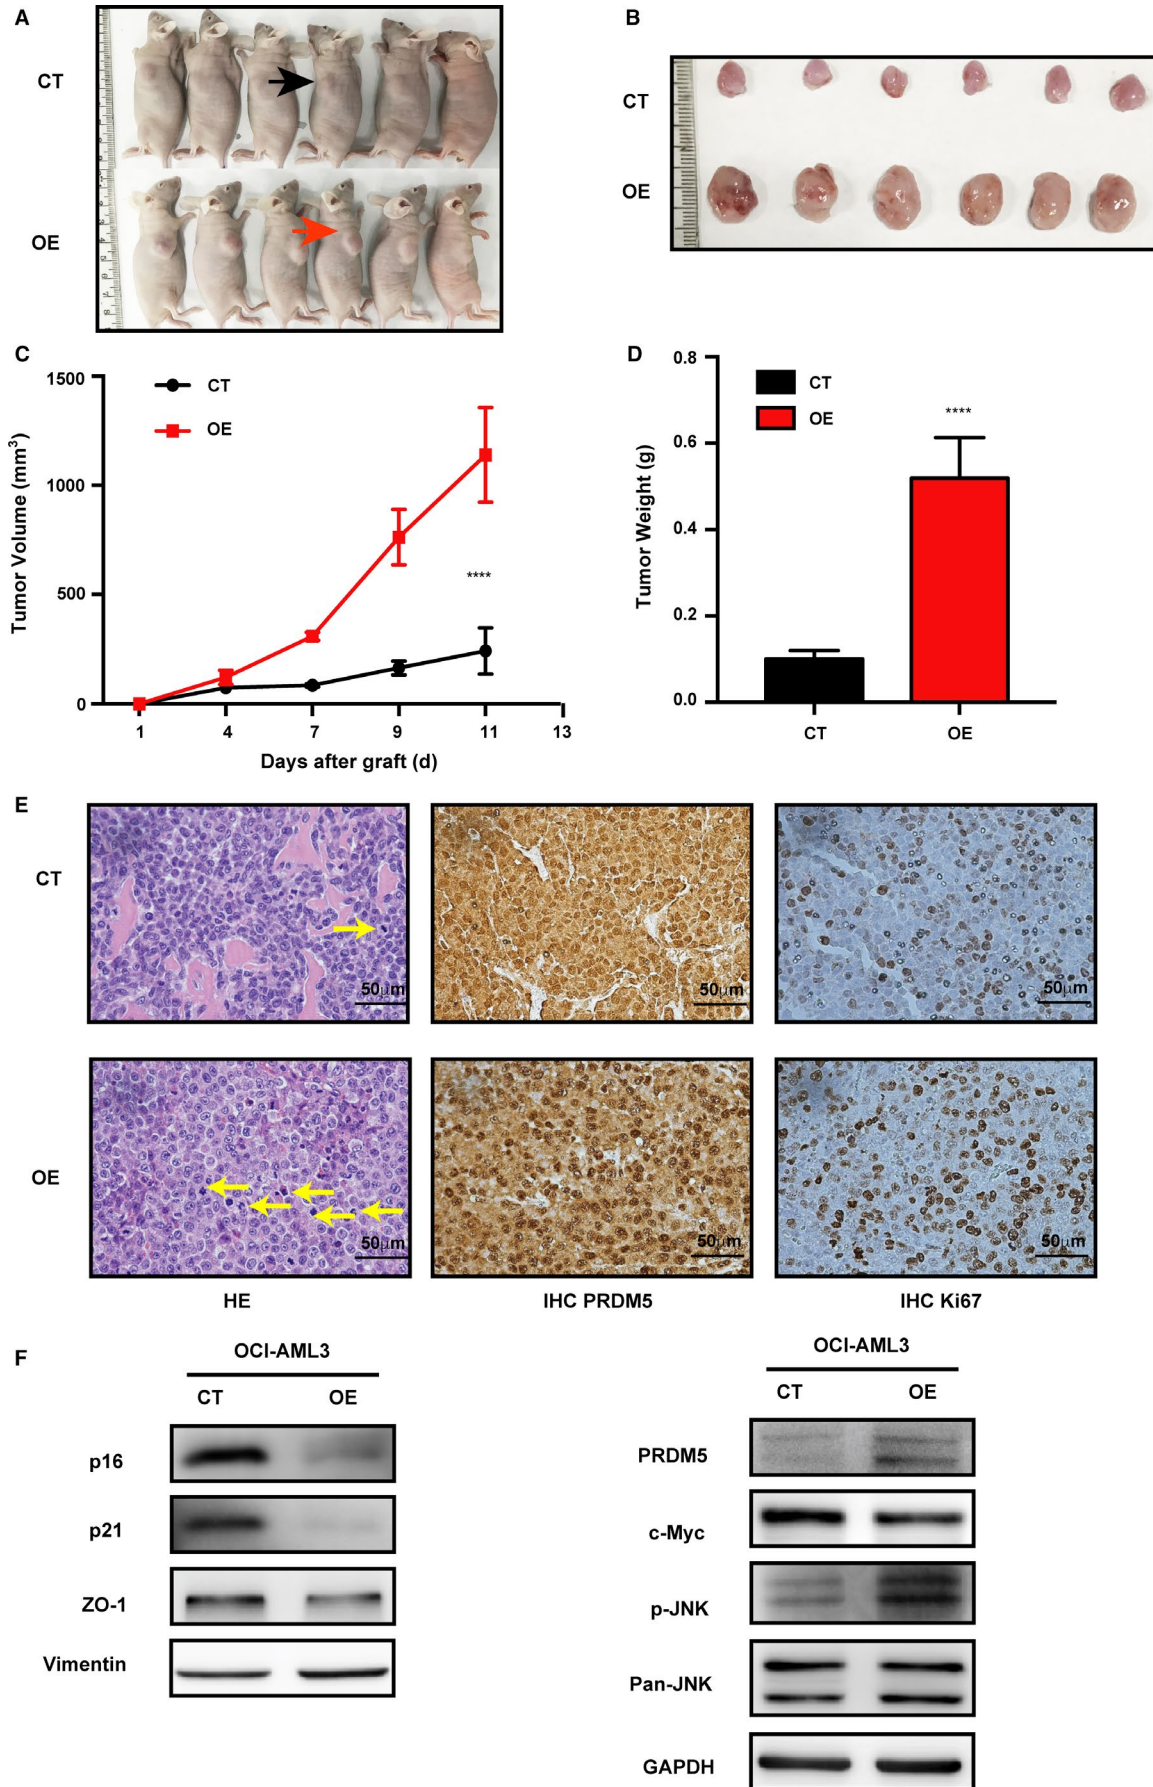 A
CT
OE
B
CT
OE
C
1500
1000
500
0
Tumor Volume (mm³)
CT
OE
****
1 4 7 9 11 13
Days after graft (d)
D
0.8
0.6
0.4
0.2
0.0
Tumor Weight (g)
CT
OE
****
CT OE
E
CT
50μm 50μm 50μm
OE
50μm 50μm 50μm
HE IHC PRDM5 IHC Ki67
F
OCI-AML3
CT OE
p16
p21
ZO-1
Vimentin
OCI-AML3
CT OE
PRDM5
c-Myc
p-JNK
Pan-JNK
GAPDH